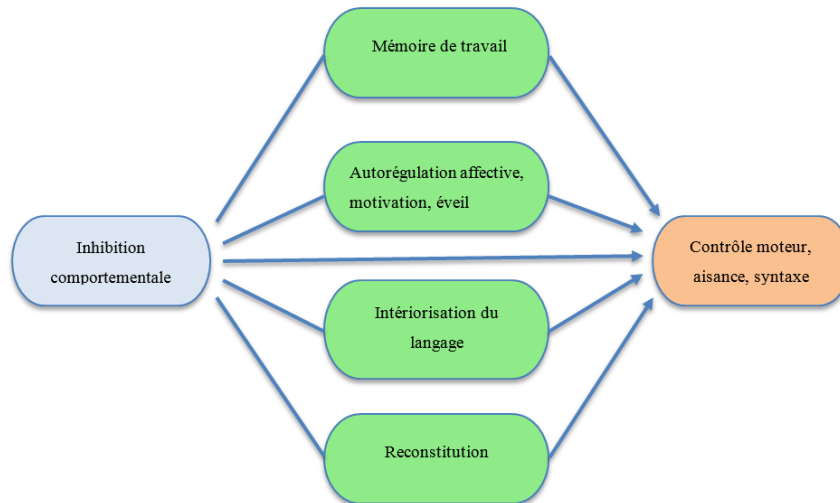 Mémoire de travail
Autorégulation affective,
motivation, éveil
Inhibition
comportementale
Contrôle moteur,
aisance, syntaxe
Intériorisation du
langage
Reconstitution